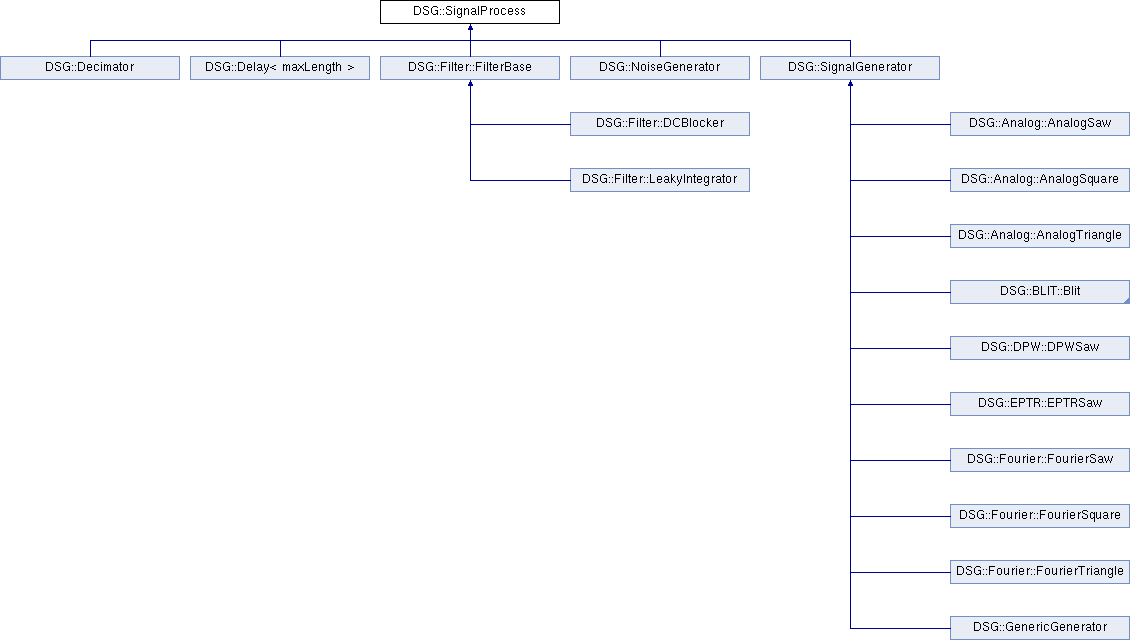 DSG::SignalProcess
DSG::Decimator
DSG::Delay< maxLength >
DSG::Filter::FilterBase
DSG::NoiseGenerator
DSG::SignalGenerator
DSG::Filter::DCBlocker
DSG::Analog::AnalogSaw
DSG::Filter::LeakyIntegrator
DSG::Analog::AnalogSquare
DSG::Analog::AnalogTriangle
DSG::BLIT::Blit
DSG::DPW::DPWSaw
DSG::EPTR::EPTRSaw
DSG::Fourier::FourierSaw
DSG::Fourier::FourierSquare
DSG::Fourier::FourierTriangle
DSG::GenericGenerator